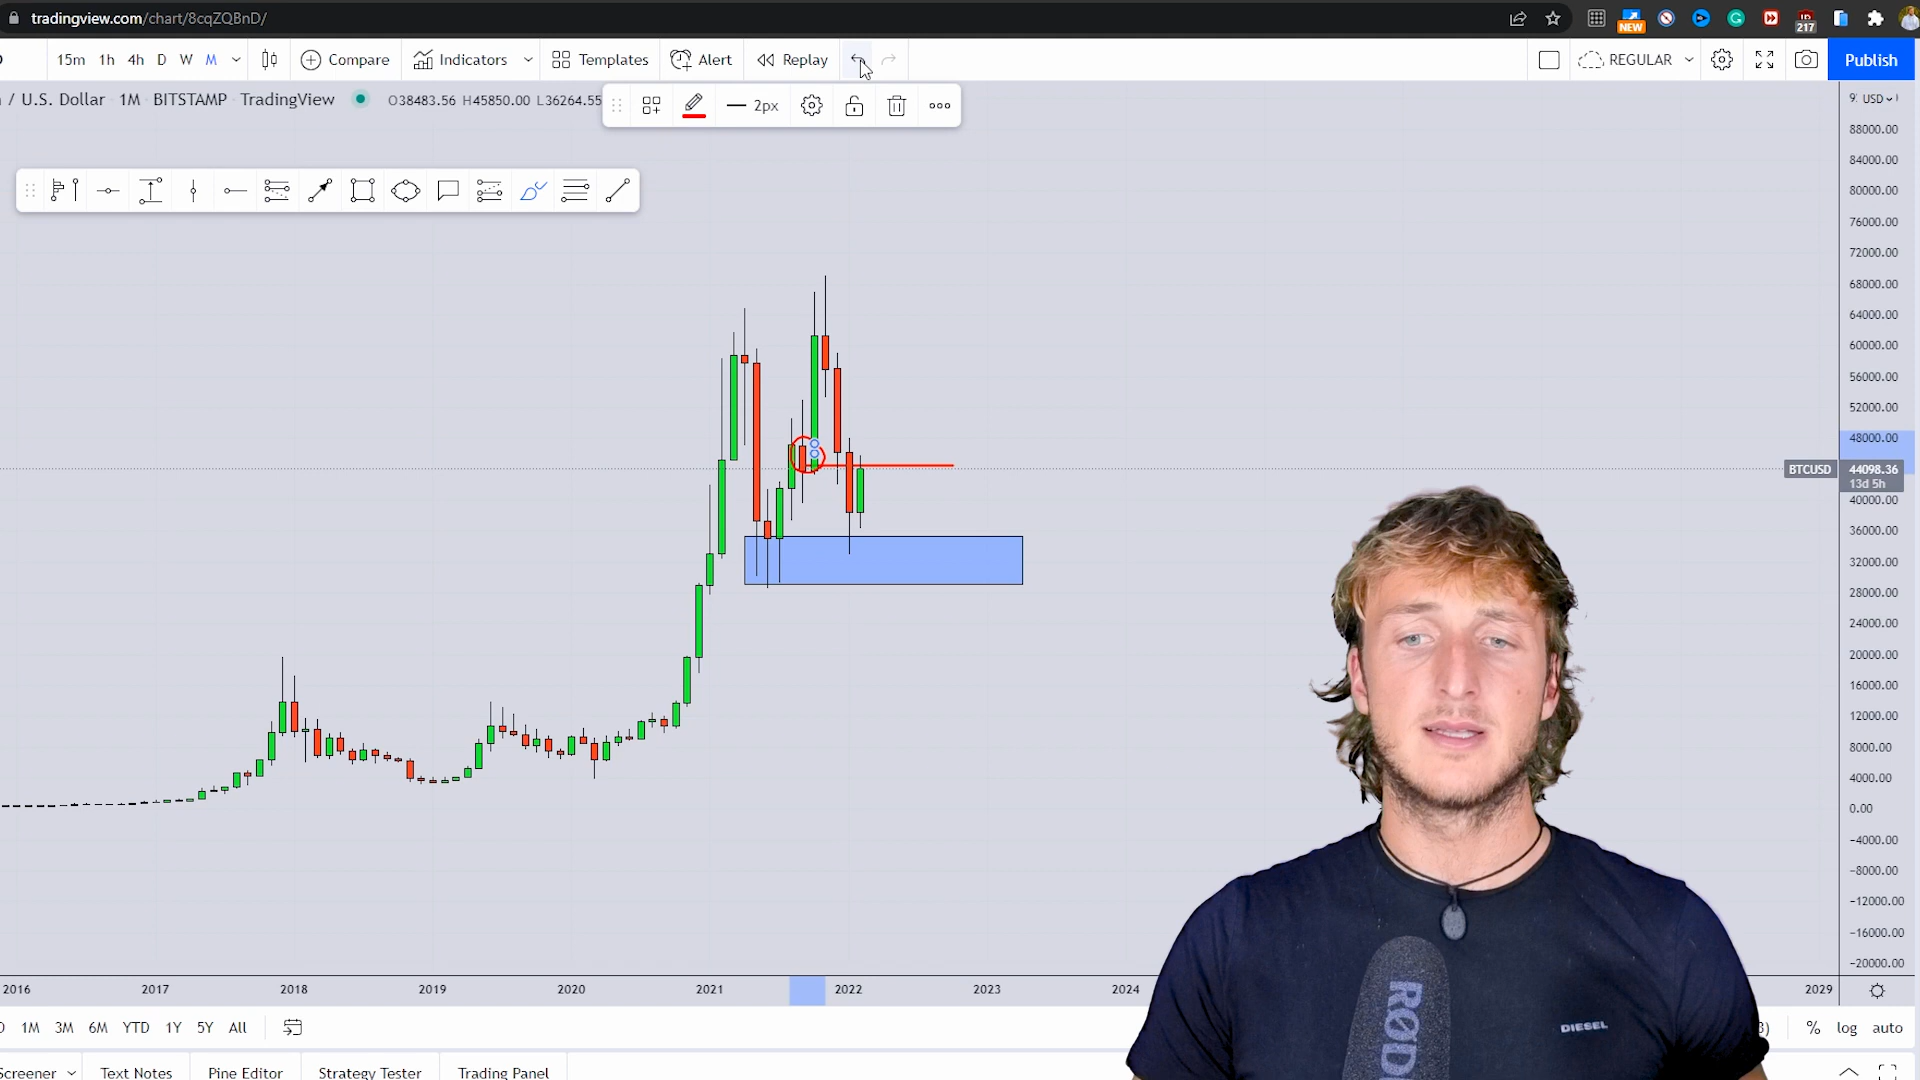 tradingview.com/chart/8cqZQBnD/
NEW
217
15m 1h 4h D W M Compare Indicators Templates Alert Replay REGULAR Publish
/ U.S. Dollar 1M BITSTAMP TradingView O38483.56 H45850.00 L36264.55
2px
USD
88000.00
84000.00
80000.00
76000.00
72000.00
68000.00
64000.00
60000.00
56000.00
52000.00
48000.00
BTCUSD 44098.36
13d 5h
40000.00
36000.00
32000.00
28000.00
24000.00
20000.00
16000.00
12000.00
8000.00
4000.00
0.00
-4000.00
-8000.00
-12000.00
-16000.00
-20000.00
2016 2017 2018 2019 2020 2021 2022 2023 2024 2029
1M 3M 6M YTD 1Y 5Y All % log auto
Screener Text Notes Pine Editor Strategy Tester Trading Panel
DIESEL
RØD